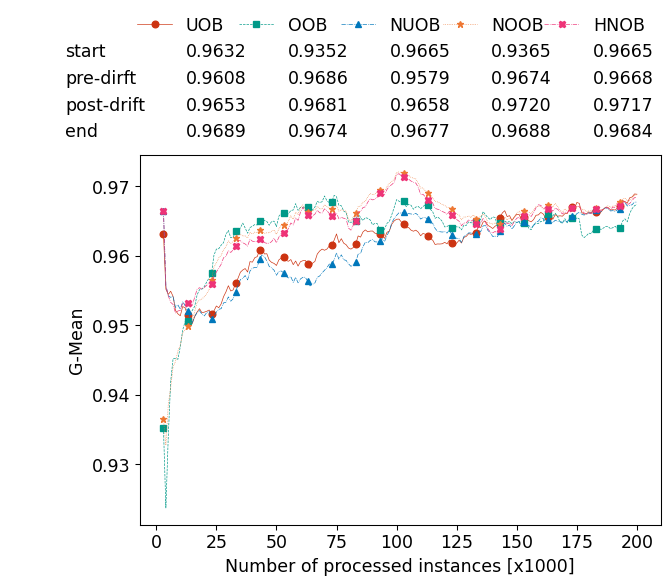 UOB OOB NUOB NOOB HNOB
start 0.9632 0.9352 0.9665 0.9365 0.9665
pre-dirft 0.9608 0.9686 0.9579 0.9674 0.9668
post-drift 0.9653 0.9681 0.9658 0.9720 0.9717
end 0.9689 0.9674 0.9677 0.9688 0.9684
0.97
0.96
0.95
0.94
0.93
G-Mean
0 25 50 75 100 125 150 175 200
Number of processed instances [x1000]